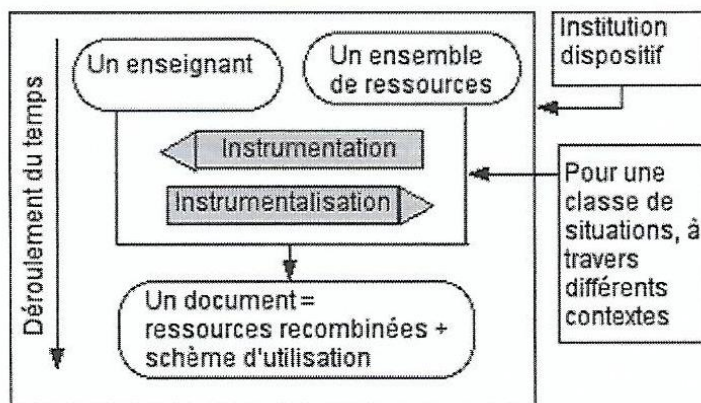 Déroulement du temps
Un enseignant
Un ensemble
de ressources
Instrumentation
Instrumentalisation
Un document =
ressources recombinées +
schème d'utilisation
Institution
dispositif
Pour une
classe de
situations, à
travers
différents
contextes